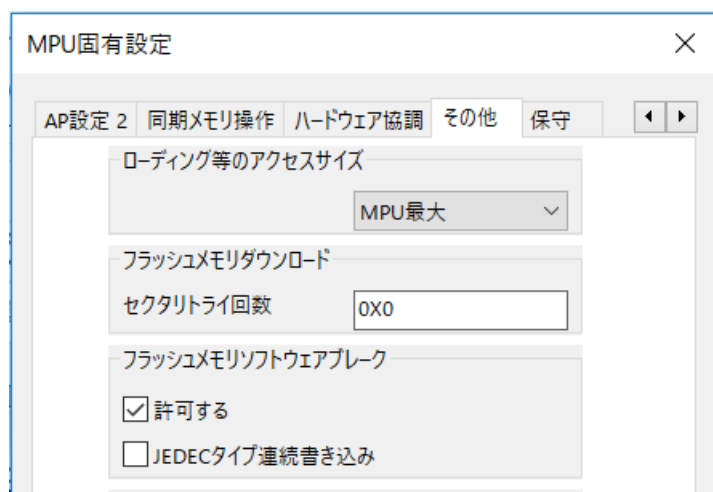 MPU固有設定
AP設定 2 同期メモリ操作 ハードウェア協調 その他 保守
ローディング等のアクセスサイズ
MPU最大
フラッシュメモリダウンロード
セクタリトライ回数 0X0
フラッシュメモリソフトウェアブレーク
許可する
JEDECタイプ連続書き込み